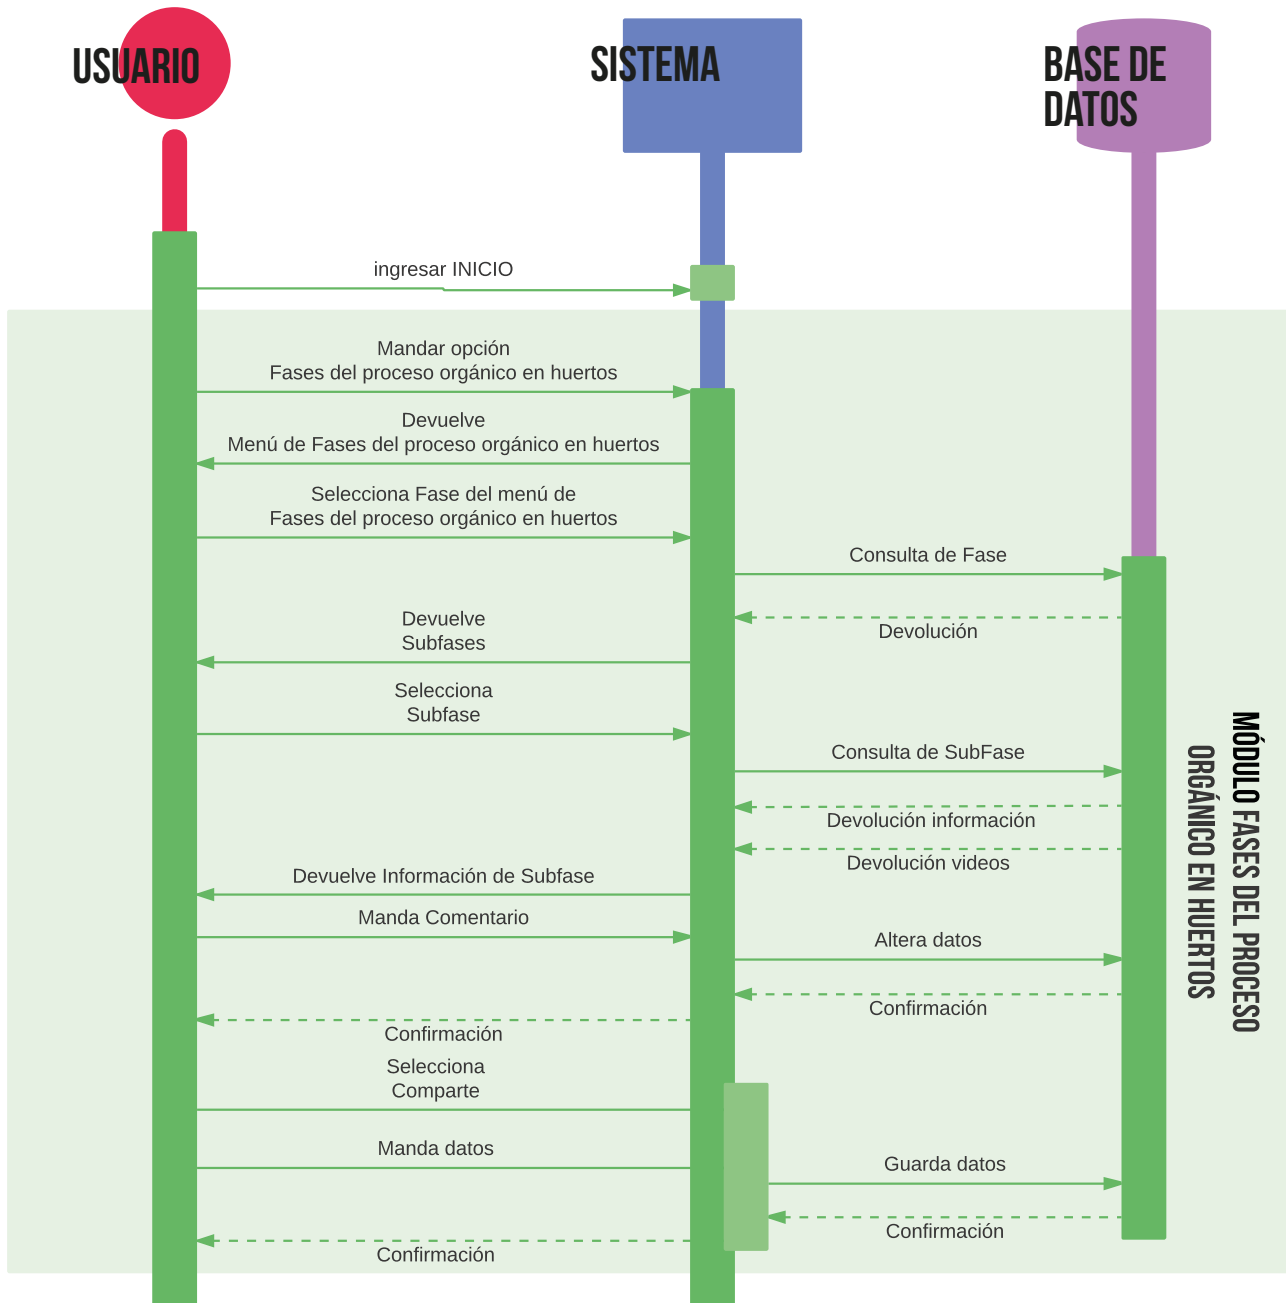 USUARIO
SISTEMA
BASE DE
DATOS
ingresar INICIO
Mandar opción
Fases del proceso orgánico en huertos
Devuelve
Menú de Fases del proceso orgánico en huertos
Selecciona Fase del menú de
Fases del proceso orgánico en huertos
Consulta de Fase
Devolución
Devuelve
Subfases
Selecciona
Subfase
Consulta de SubFase
Devolución información
Devolución videos
Devuelve Información de Subfase
Manda Comentario
Altera datos
Confirmación
Confirmación
Selecciona
Comparte
Manda datos
Guarda datos
Confirmación
Confirmación
MÓDULO FASES DEL PROCESO
ORGÁNICO EN HUERTOS